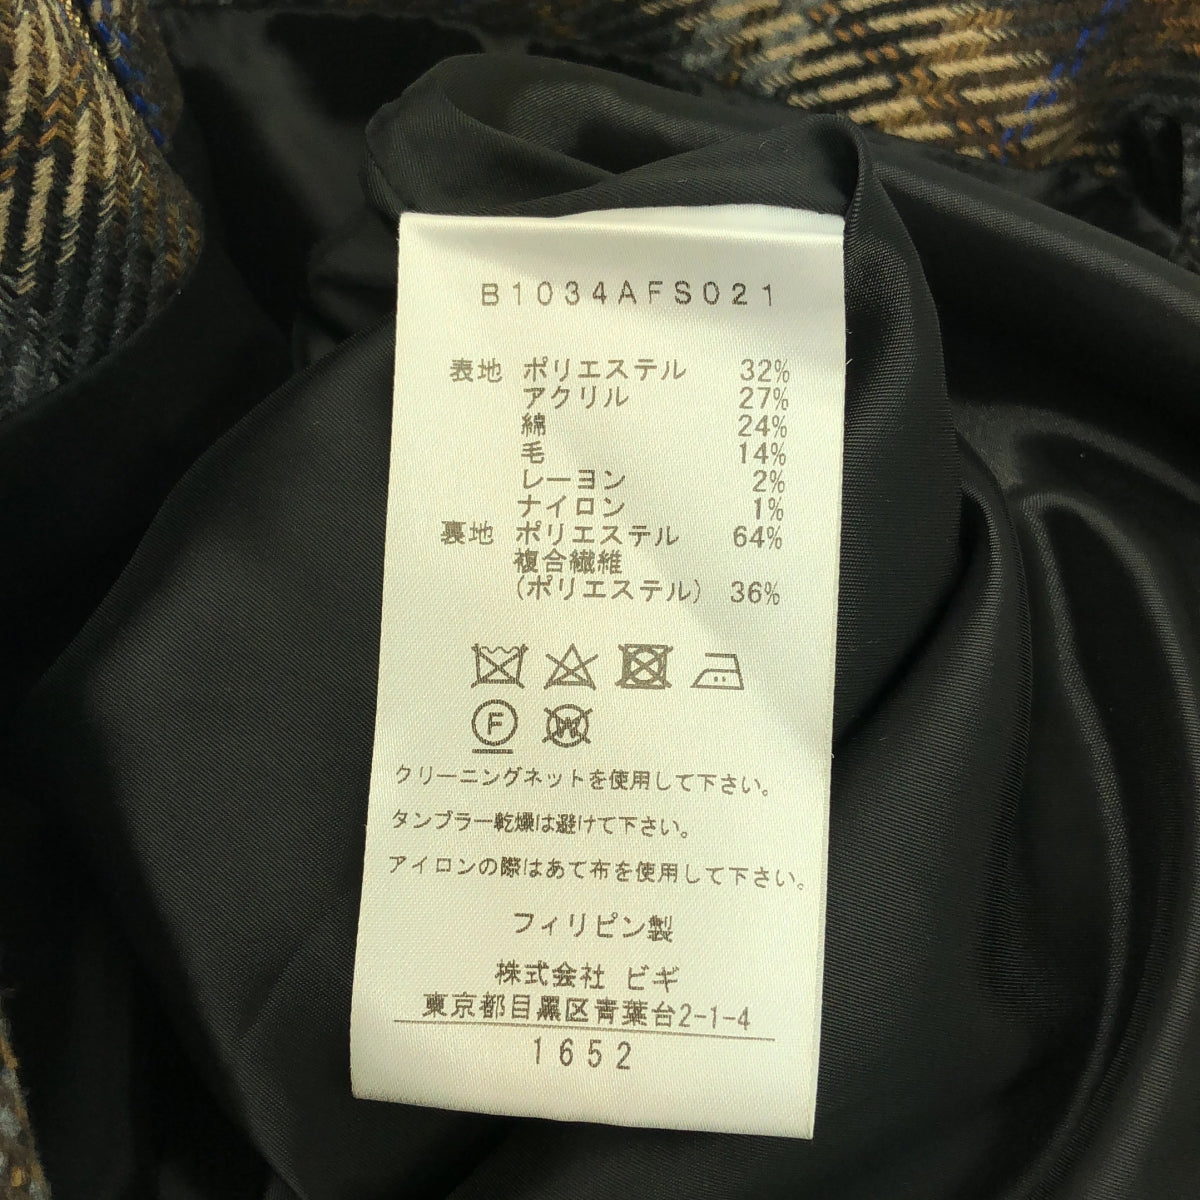 B1034AFS021
表地 ポリエステル 32%
アクリル 27%
綿 24%
毛 14%
レーヨン 2%
ナイロン 1%
裏地 ポリエステル 64%
複合繊維
(ポリエステル) 36%
F W
クリーニングネットを使用して下さい。
タンブラー乾燥は避けて下さい。
アイロンの際はあて布を使用して下さい。
フィリピン製
株式会社 ビギ
東京都目黒区青葉台2-1-4
1652